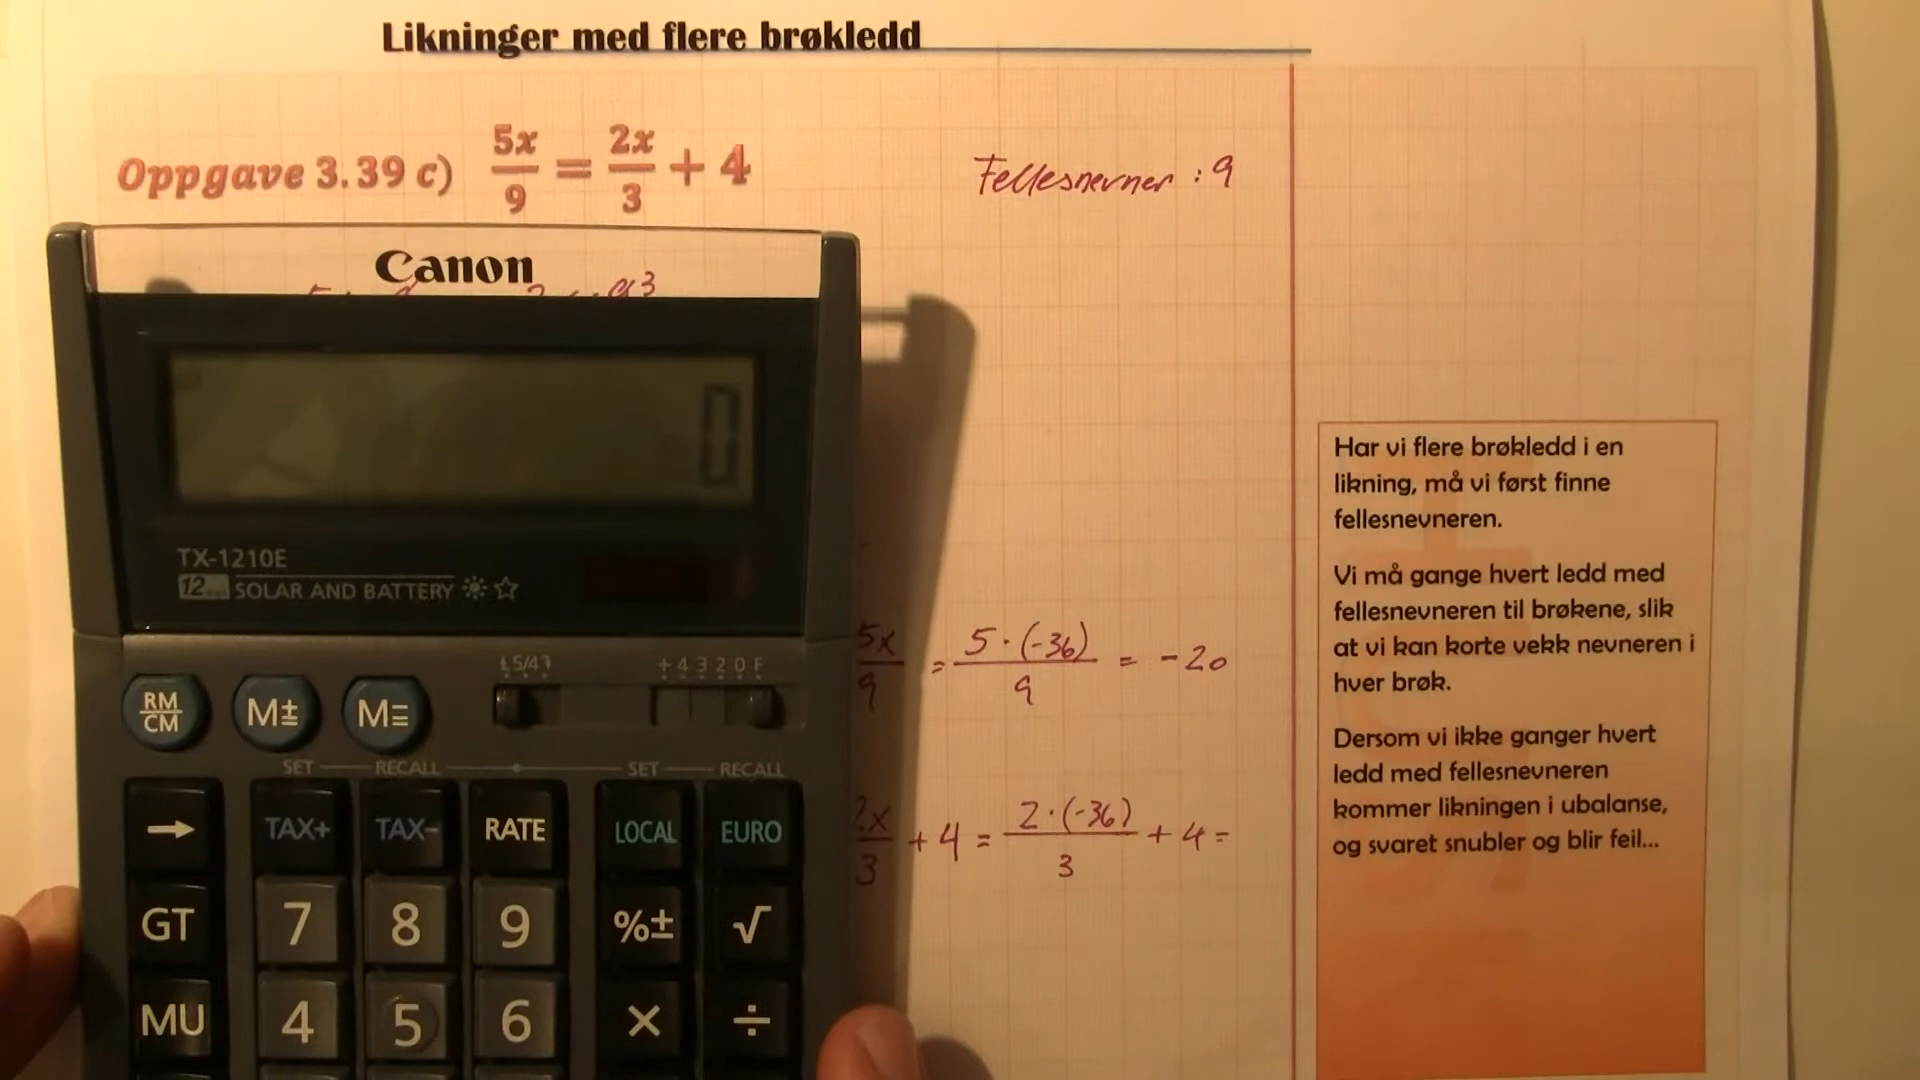 Likninger med flere brøkledd
Oppgave 3.39 c) 5x/9 = 2x/3 + 4
Fellesnevner : 9
Canon
0
TX-1210E
12 SOLAR AND BATTERY
5/4
+ 4 3 2 0 F
RM/CM M± M=
SET RECALL SET RECALL
→ TAX+ TAX- RATE LOCAL EURO
GT 7 8 9 %± √
MU 4 5 6 × ÷
5x/9 = 5·(-36)/9 = -20
2x/3 + 4 = 2·(-36)/3 + 4 =
Har vi flere brøkledd i en
likning, må vi først finne
fellesnevneren.
Vi må gange hvert ledd med
fellesnevneren til brøkene, slik
at vi kan korte vekk nevneren i
hver brøk.
Dersom vi ikke ganger hvert
ledd med fellesnevneren
kommer likningen i ubalanse,
og svaret snubler og blir feil...